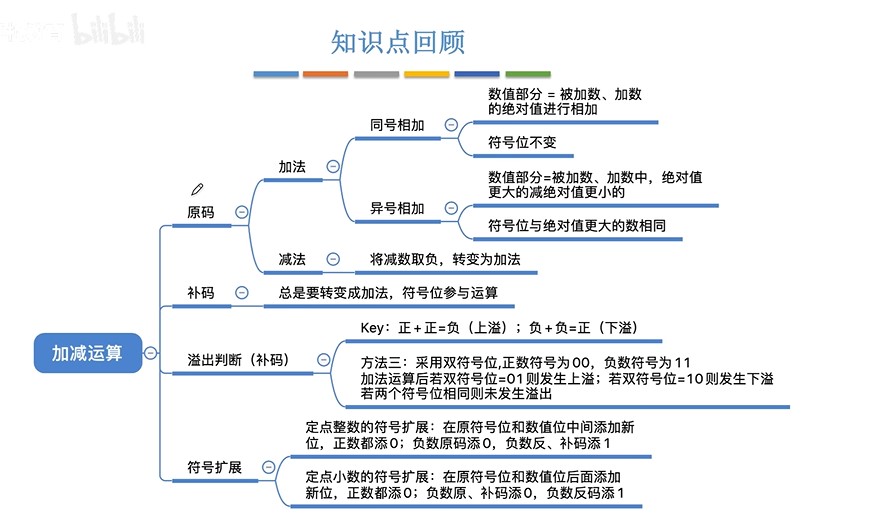 bilibili
知识点回顾
数值部分 = 被加数、加数
的绝对值进行相加
同号相加
符号位不变
加法
数值部分=被加数、加数中，绝对值
更大的减绝对值更小的
原码
异号相加
符号位与绝对值更大的数相同
减法
将减数取负，转变为加法
补码
总是要转变成加法，符号位参与运算
Key：正+正=负（上溢）；负+负=正（下溢）
加减运算
溢出判断（补码）
方法三：采用双符号位,正数符号为00，负数符号为11
加法运算后若双符号位=01则发生上溢；若双符号位=10则发生下溢
若两个符号位相同则未发生溢出
定点整数的符号扩展：在原符号位和数值位中间添加新
位，正数都添0；负数原码添0，负数反、补码添1
符号扩展
定点小数的符号扩展：在原符号位和数值位后面添加
新位，正数都添0；负数原、补码添0，负数反码添1